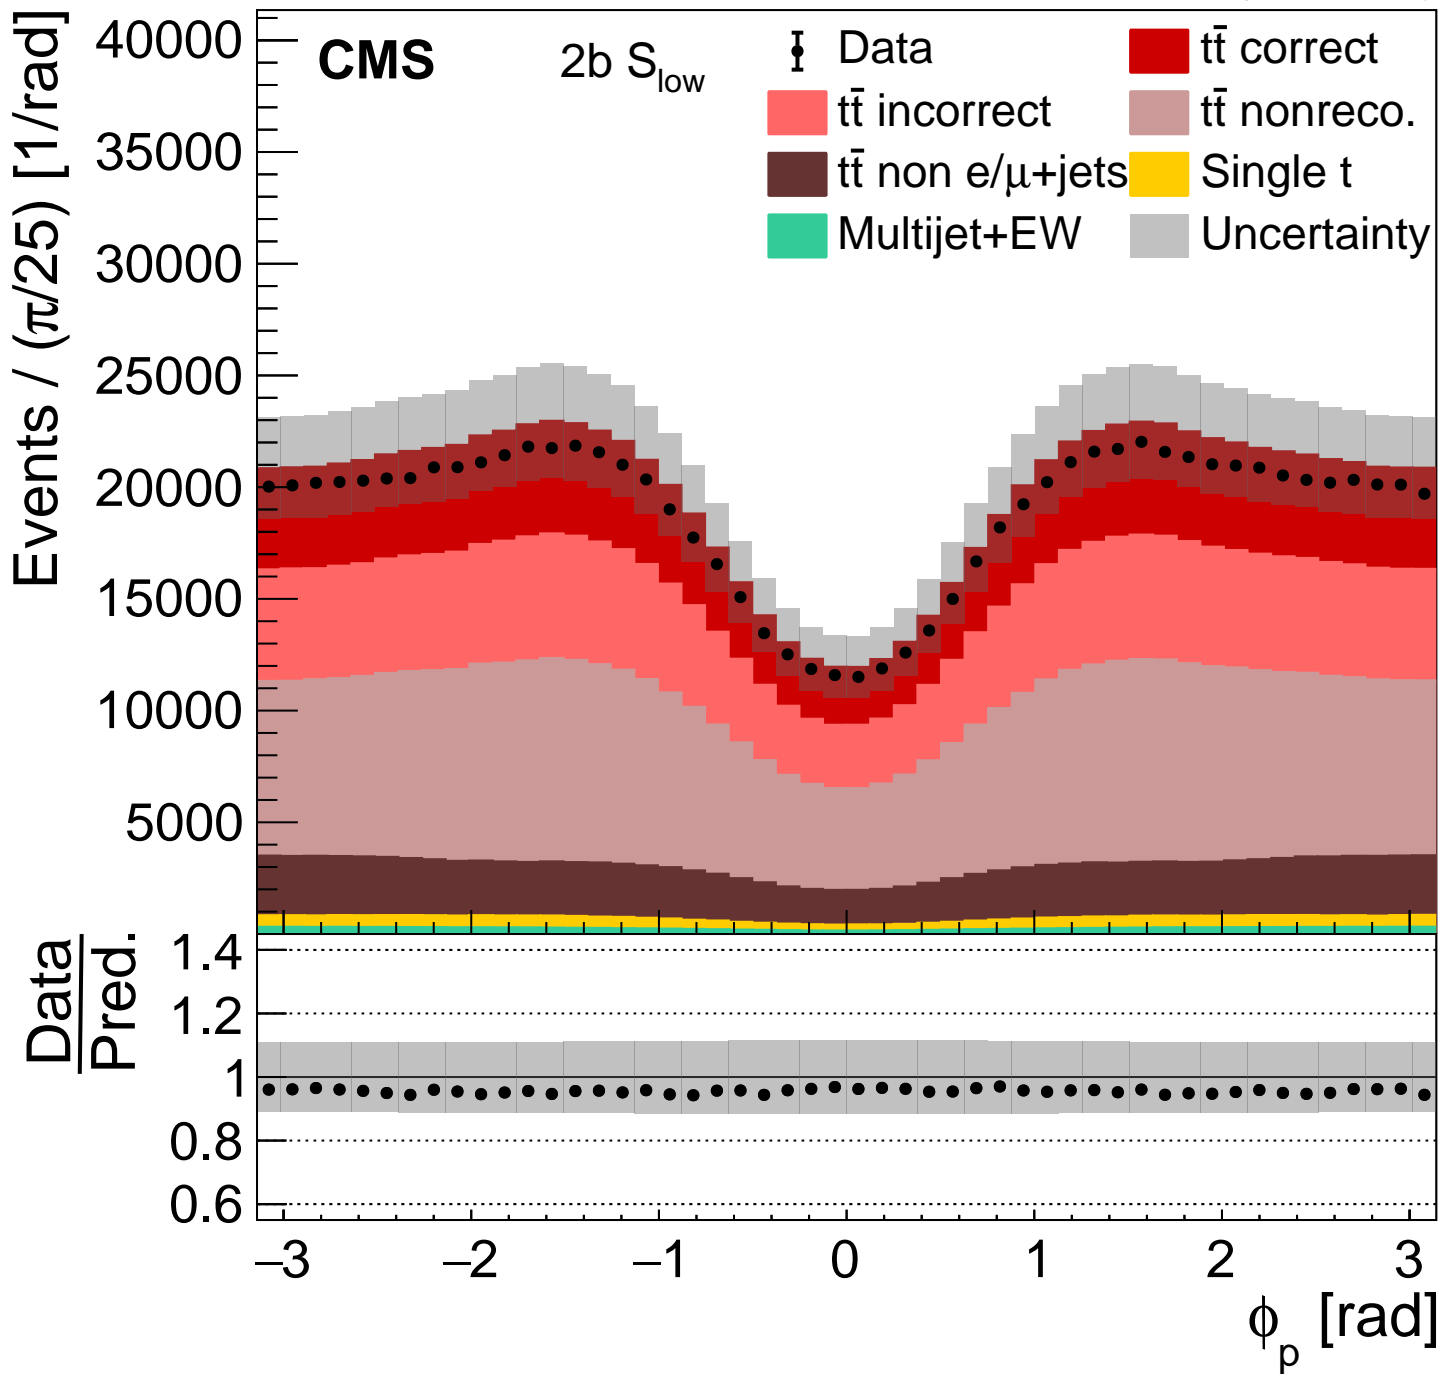 CMS
2b S_low
Data
tt̄ correct
tt̄ incorrect
tt̄ nonreco.
tt̄ non e/μ+jets
Single t
Multijet+EW
Uncertainty
Events / (π/25) [1/rad]
40000
35000
30000
25000
20000
15000
10000
5000
Data
Pred.
1.4
1.2
1
0.8
0.6
–3 –2 –1 0 1 2 3
ϕ_p [rad]